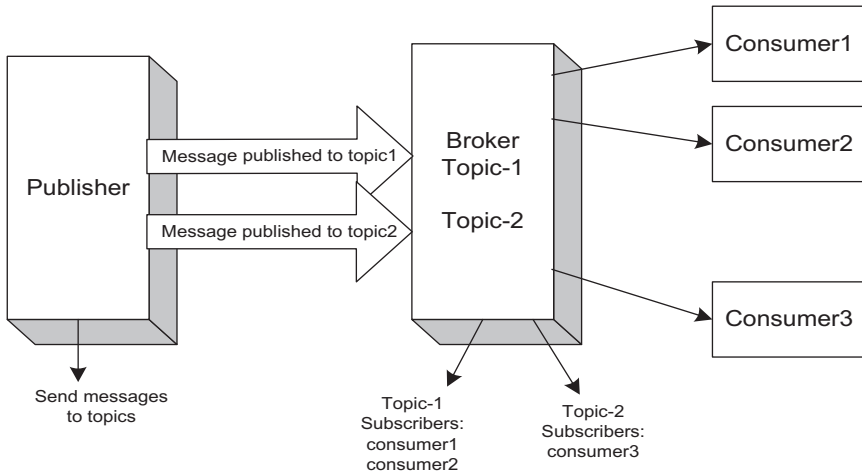 Publisher
Message published to topic1
Message published to topic2
Send messages
to topics
Broker
Topic-1
Topic-2
Topic-1
Subscribers:
consumer1
consumer2
Topic-2
Subscribers:
consumer3
Consumer1
Consumer2
Consumer3